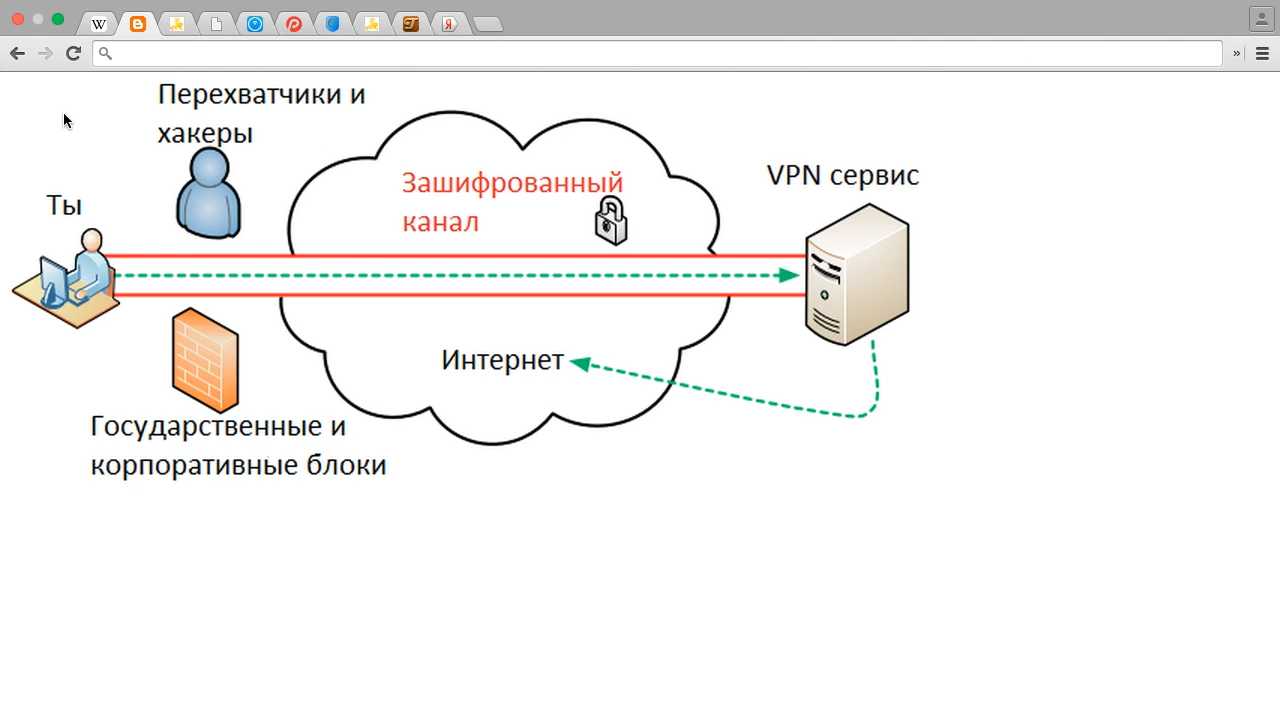 Перехватчики и
хакеры
Зашифрованный
канал
VPN сервис
Ты
Интернет
Государственные и
корпоративные блоки